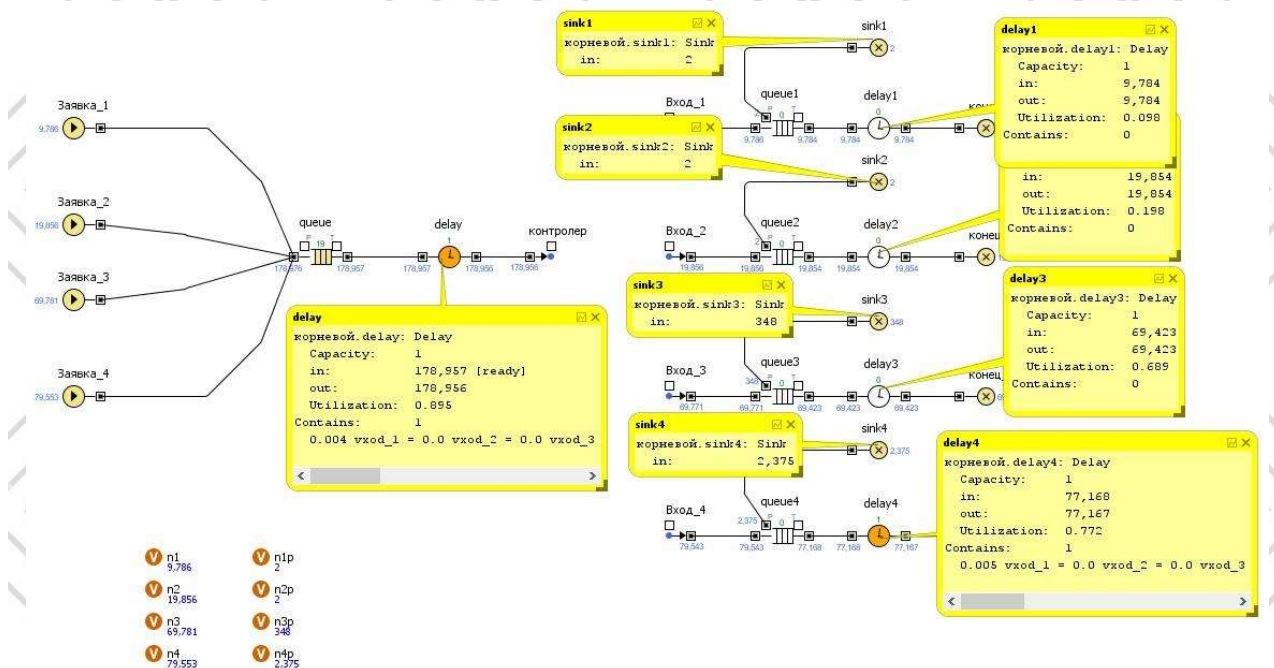 Заявка_1
9,786
Заявка_2
19,856
Заявка_3
69,781
Заявка_4
79,553
queue
19
178,976
178,957
delay
1
178,957
178,956
контролер
178,956
delay
корневой.delay: Delay
Capacity: 1
in: 178,957 [ready]
out: 178,956
Utilization: 0.895
Contains: 1
0.004 vxod_1 = 0.0 vxod_2 = 0.0 vxod_3
sink1
корневой.sink1: Sink
in: 2
sink1
2
Вход_1
queue1
2
0
9,786
9,784
delay1
0
9,784
9,784
delay1
корневой.delay1: Delay
Capacity: 1
in: 9,784
out: 9,784
Utilization: 0.098
Contains: 0
sink2
корневой.sink2: Sink
in: 2
sink2
2
Вход_2
19,856
queue2
2
0
19,856
19,854
delay2
0
19,854
19,854
in: 19,854
out: 19,854
Utilization: 0.198
Contains: 0
sink3
корневой.sink3: Sink
in: 348
sink3
348
Вход_3
69,771
queue3
348
0
69,771
69,423
delay3
0
69,423
69,423
delay3
корневой.delay3: Delay
Capacity: 1
in: 69,423
out: 69,423
Utilization: 0.689
Contains: 0
sink4
корневой.sink4: Sink
in: 2,375
sink4
2,375
Вход_4
79,543
queue4
2,375
0
79,543
77,168
delay4
1
77,168
77,167
delay4
корневой.delay4: Delay
Capacity: 1
in: 77,168
out: 77,167
Utilization: 0.772
Contains: 1
0.005 vxod_1 = 0.0 vxod_2 = 0.0 vxod_3
n1
9,786
n1p
2
n2
19,856
n2p
2
n3
69,781
n3p
348
n4
79,553
n4p
2,375